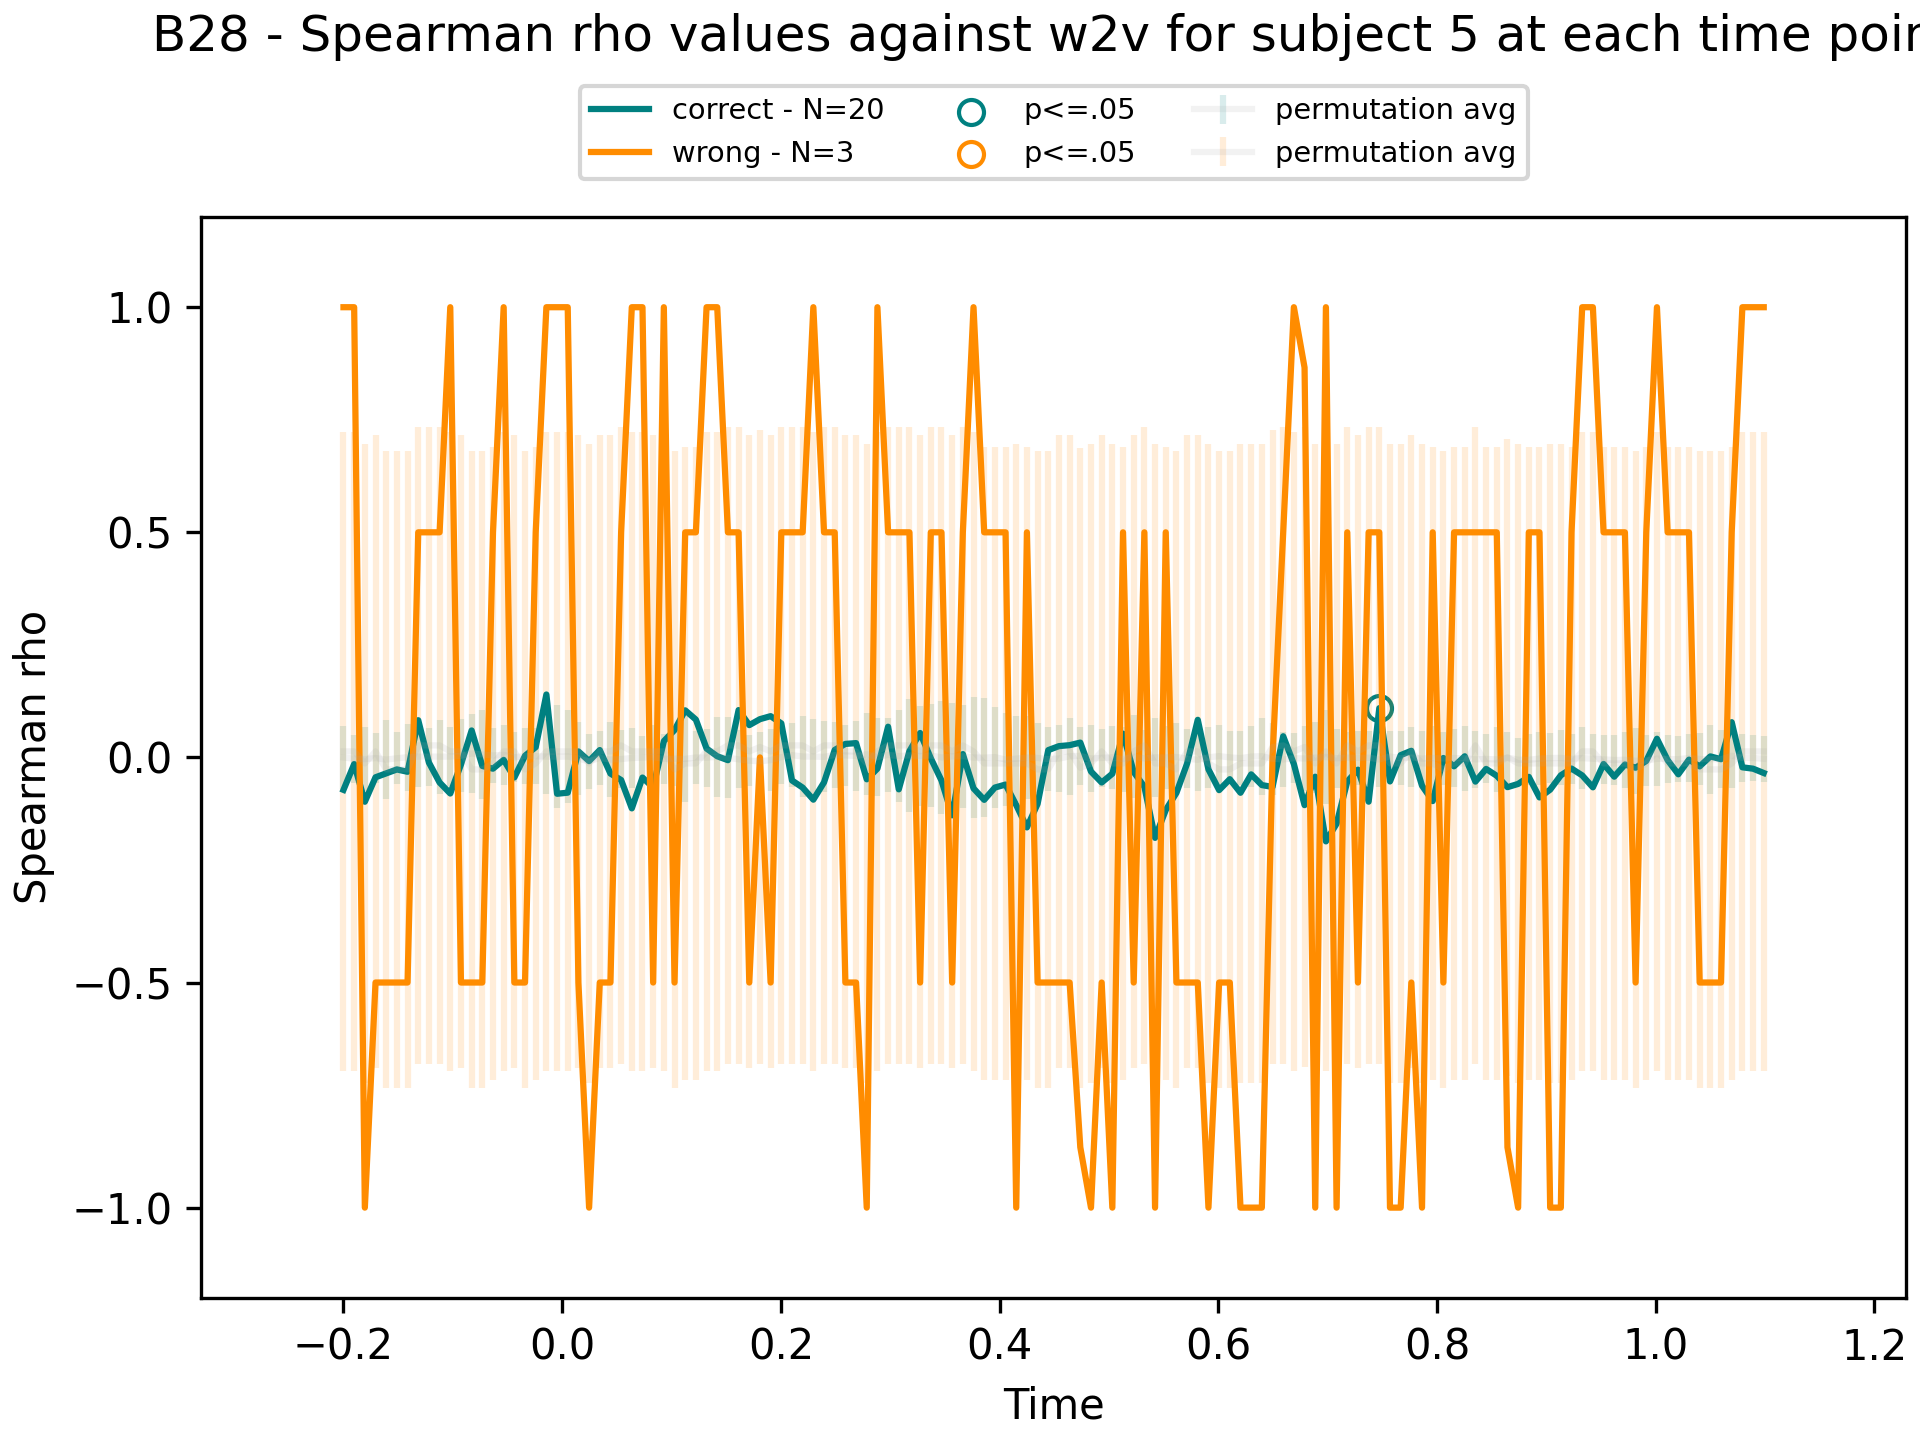 B28 - Spearman rho values against w2v for subject 5 at each time
correct - N=20 p<=.05 permutation avg
wrong - N=3 p<=.05 permutation avg
1.0
0.5
0.0
−0.5
−1.0
Spearman rho
−0.2 0.0 0.2 0.4 0.6 0.8 1.0 1.2
Time